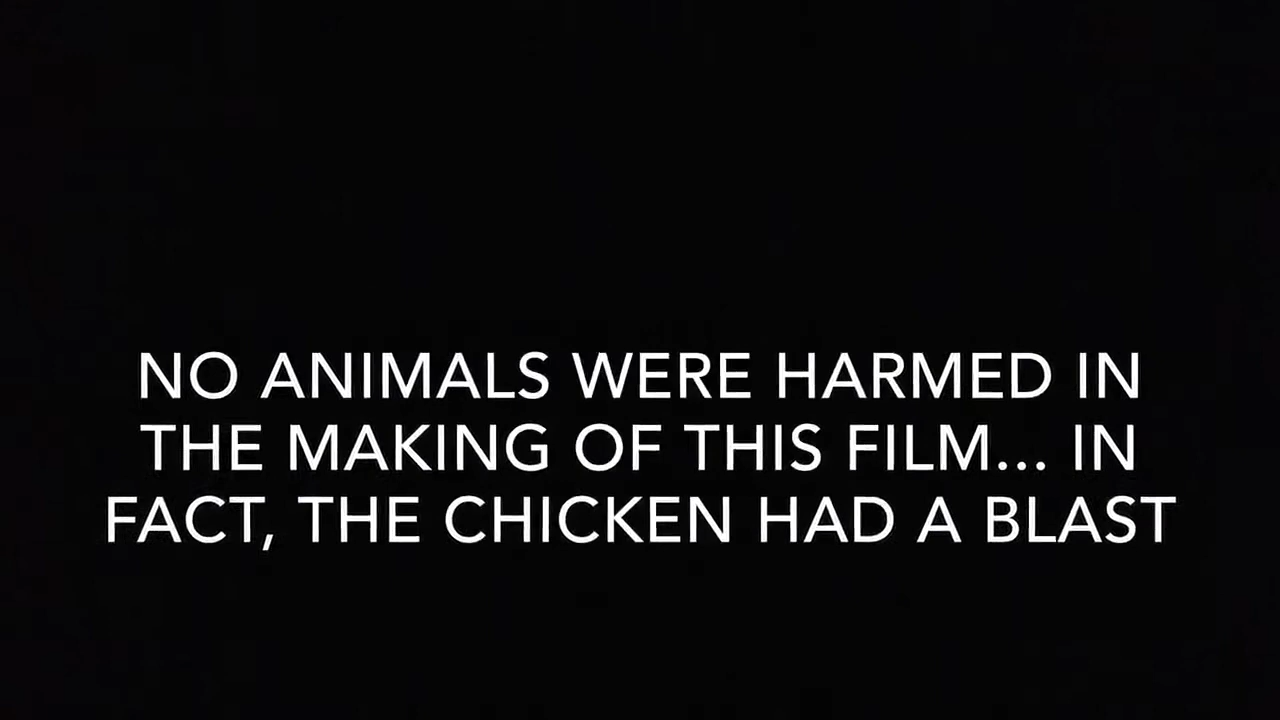 NO ANIMALS WERE HARMED IN
THE MAKING OF THIS FILM... IN
FACT, THE CHICKEN HAD A BLAST